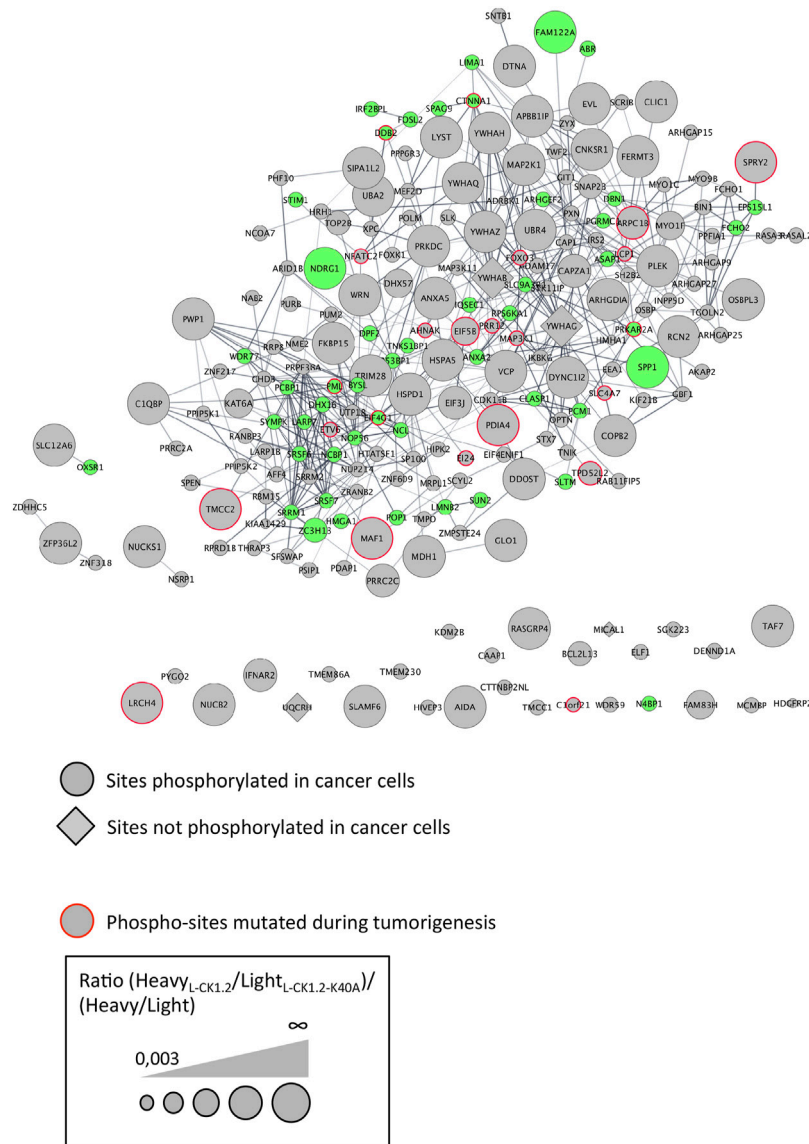 SNTB1
FAM122A
ABR
LIMA1
DTNA
CTNNA1
SPAG9
IRF2BPL
FOSL2
DDB2
LYST
YWHAH
APBB1IP
EVL
SCRIB
CLIC1
ZYX
CNKSR1
ARHGAP15
PPP6R3
TWF2
FERMT3
SPRY2
SIPA1L2
MAP2K1
GIT1
SNAP23
MYO1C
MYO9B
FCHO1
PHF10
UBA2
MEF2D
YWHAQ
ADRBK1
ARHGEF2
DBN1
BIN1
EPS15L1
STIM1
HRH1
POLM
SLK
PXN
PGRMC1
ARPC1B
MYO1F
PPFIA1
FCHO2
RASA3
RASAL2
NCOA7
TOP2B
XPC
PRKDC
YWHAZ
UBR4
CAP1
IRS2
LCP1
ARID1B
NFATC2
FOXK1
MAP3K11
FOXO3
ADAM17
ASAP1
SH2B2
PLEK
ARHGAP9
NDRG1
DHX57
YWHAB
SLC9A3R1
STK11IP
CAPZA1
ARHGAP27
NAB2
WRN
ANXA5
IQSEC1
RPS6KA1
ARHGDIA
INPP5D
OSBP
OSBPL3
PWP1
PURB
PUM2
DPF2
AHNAK
EIF5B
PRR12
MAP3K1
YWHAG
PRKAR2A
TGOLN2
ARHGAP25
RRP8
NME2
FKBP15
TNKS1BP1
HMHA1
RCN2
WDR77
PRPF38A
ANXA2
IKBKG
EEA1
SPP1
AKAP2
ZNF217
CHD3
TRIM28
HSPA5
VCP
DYNC1I2
SLC4A7
KIF21B
GBF1
C1QBP
PCBP1
PML
BYSL
HSPD1
CLASP1
KAT6A
DHX16
EIF3J
CDK11B
PCM1
PPIP5K1
SYMPK
LARP7
UTP18
EIF4G1
PDIA4
OPTN
COPB2
SLC12A6
RANBP3
ETV6
NOP56
NCL
STX7
PRRC2A
LARP1B
SRSF6
NCBP1
HTATSF1
HIPK2
EI24
EIF4ENIF1
TNIK
OXSR1
PPIP5K2
AFF4
SRRM2
NUP214
SP100
SCYL2
DDOST
TPD52L2
SPEN
RBM15
ZRANB2
ZNF609
MRPL1
SLTM
RAB11FIP5
ZDHHC5
TMCC2
KIAA1429
SRRM1
SRSF7
LMNB2
SUN2
HMGA1
POP1
TMPO
ZFP36L2
NUCKS1
RPRD1B
ZC3H13
MAF1
ZMPSTE24
THRAP3
SFSWAP
GLO1
ZNF318
NSRP1
PSIP1
PDAP1
PRRC2C
MDH1
KDM2B
RASGRP4
MICAL1
SGK223
TAF7
CAAP1
BCL2L13
ELF1
DENND1A
PYGO2
IFNAR2
TMEM86A
TMEM230
CTTNBP2NL
LRCH4
NUCB2
UQCRH
SLAMF6
HIVEP3
AIDA
TMCC1
C1orf21
WDR59
N4BP1
FAM83H
MCMBP
HDGFRP2
Sites phosphorylated in cancer cells
Sites not phosphorylated in cancer cells
Phospho-sites mutated during tumorigenesis
Ratio (Heavy L-CK1.2/Light L-CK1.2-K40A)/
(Heavy/Light)
∞
0,003